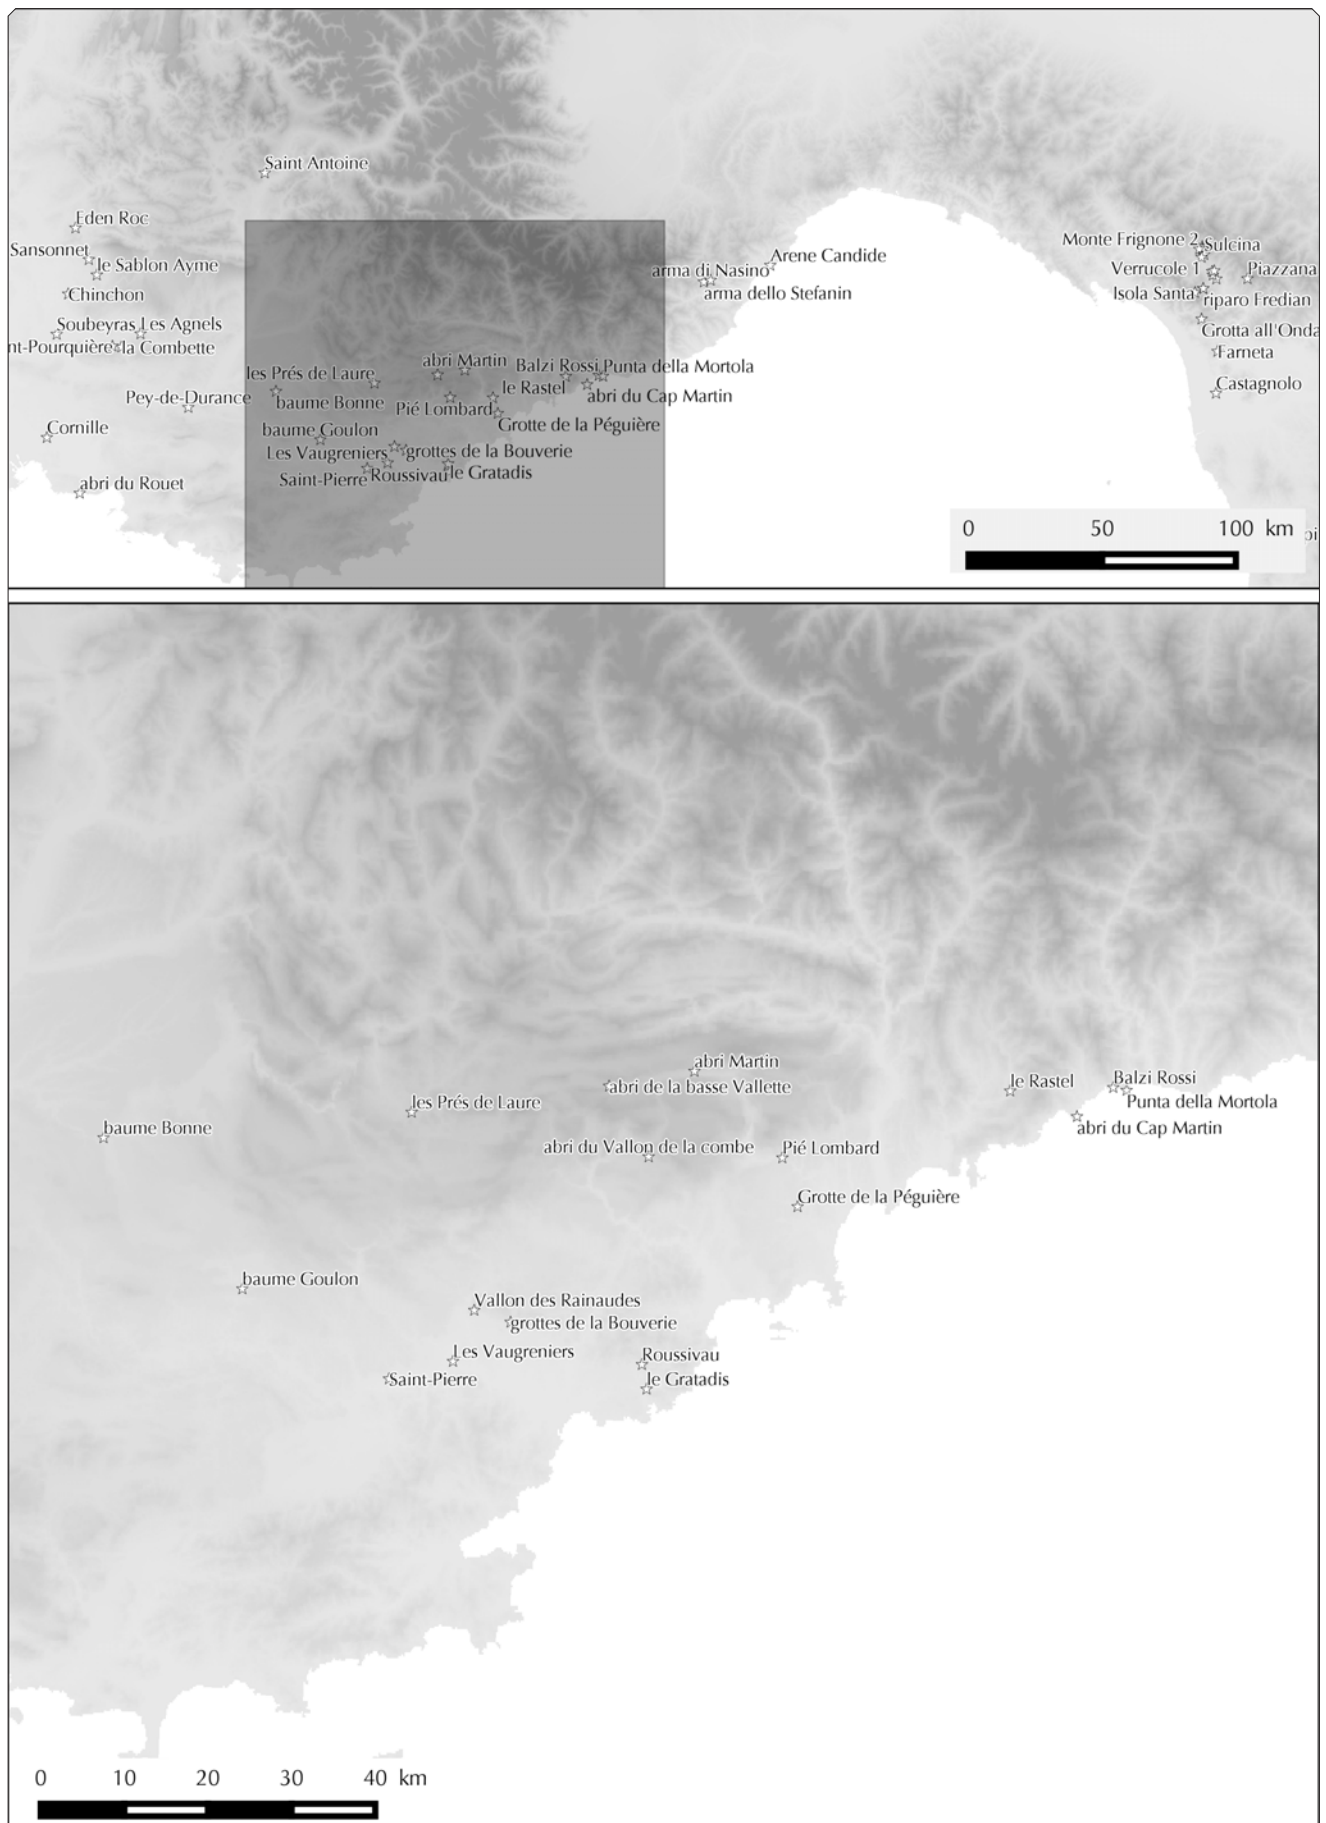 Saint Antoine
Eden Roc
Sansonnet
le Sablon Ayme
Chinchon
Soubeyras
Les Agnels
nt-Pourquière
la Combette
Pey-de-Durance
Cornille
abri du Rouet
les Prés de Laure
baume Bonne
baume Goulon
Les Vaugreniers
Saint-Pierre
Roussivau
le Gratadis
grottes de la Bouverie
abri Martin
Pié Lombard
le Rastel
Grotte de la Péguière
Balzi Rossi
Punta della Mortola
abri du Cap Martin
arma di Nasino
Arene Candide
arma dello Stefanin
Monte Frignone 2
Sulcina
Verrucole 1
Piazzana
Isola Santa
riparo Fredian
Grotta all'Onda
Farneta
Castagnolo
0 50 100 km
pi
abri Martin
abri de la basse Vallette
les Prés de Laure
le Rastel
Balzi Rossi
Punta della Mortola
abri du Cap Martin
baume Bonne
abri du Vallon de la combe
Pié Lombard
Grotte de la Péguière
baume Goulon
Vallon des Rainaudes
grottes de la Bouverie
Les Vaugreniers
Roussivau
Saint-Pierre
le Gratadis
0 10 20 30 40 km